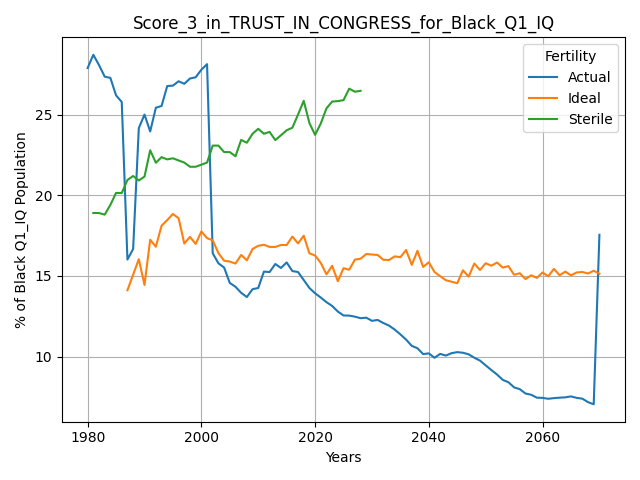 Score_3_in_TRUST_IN_CONGRESS_for_Black_Q1_IQ
Fertility
Actual
Ideal
Sterile
% of Black Q1_IQ Population
25
20
15
10
1980
2000
2020
2040
2060
Years